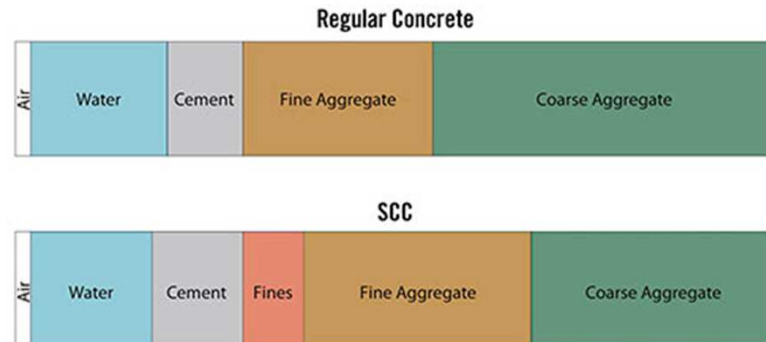 Regular Concrete
Air Water Cement Fine Aggregate Coarse Aggregate
SCC
Air Water Cement Fines Fine Aggregate Coarse Aggregate